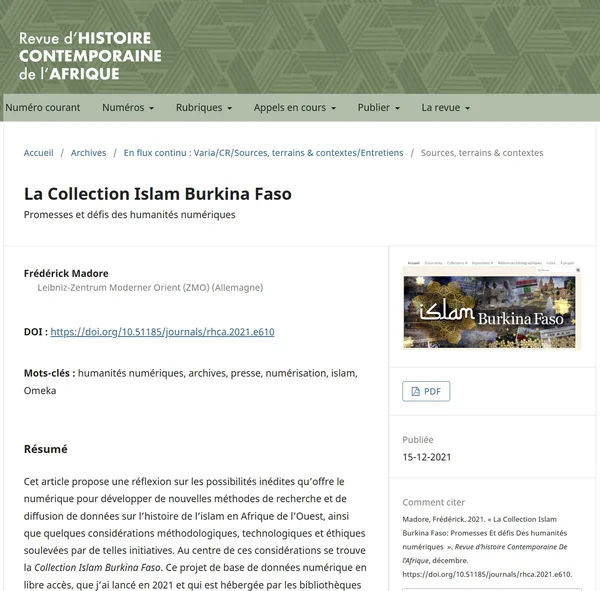 Revue d'HISTOIRE
CONTEMPORAINE
de l'AFRIQUE
Numéro courant Numéros Rubriques Appels en cours Publier La revue
Accueil / Archives / En flux continu : Varia/CR/Sources, terrains & contextes/Entretiens / Sources, terrains & contextes
La Collection Islam Burkina Faso
Promesses et défis des humanités numériques
Frédérick Madore
Leibniz-Zentrum Moderner Orient (ZMO) (Allemagne)
DOI : https://doi.org/10.51185/journals/rhca.2021.e610
Mots-clés : humanités numériques, archives, presse, numérisation, islam,
Omeka
Résumé
Cet article propose une réflexion sur les possibilités inédites qu'offre le
numérique pour développer de nouvelles méthodes de recherche et de
diffusion de données sur l'histoire de l'islam en Afrique de l'Ouest, ainsi
que quelques considérations méthodologiques, technologiques et éthiques
soulevées par de telles initiatives. Au centre de ces considérations se trouve
la Collection Islam Burkina Faso. Ce projet de base de données numérique en
libre accès, que j'ai lancé en 2021 et qui est hébergée par les bibliothèques
islam Burkina Faso
PDF
Publiée
15-12-2021
Comment citer
Madore, Frédérick. 2021. « La Collection Islam
Burkina Faso: Promesses Et défis Des humanités
numériques ». Revue d'histoire Contemporaine De
l'Afrique, décembre.
https://doi.org/10.51185/journals/rhca.2021.e610.